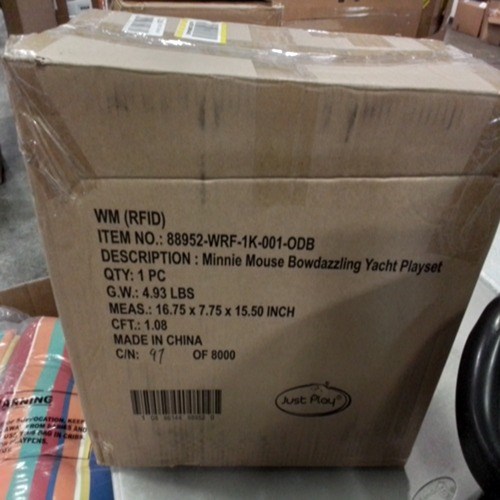 WM (RFID)
ITEM NO.: 88952-WRF-1K-001-ODB
DESCRIPTION : Minnie Mouse Bowdazzling Yacht Playset
QTY: 1 PC
G.W.: 4.93 LBS
MEAS.: 16.75 x 7.75 x 15.50 INCH
CFT.: 1.08
MADE IN CHINA
C/N: 97 OF 8000
Just Play
WARNING